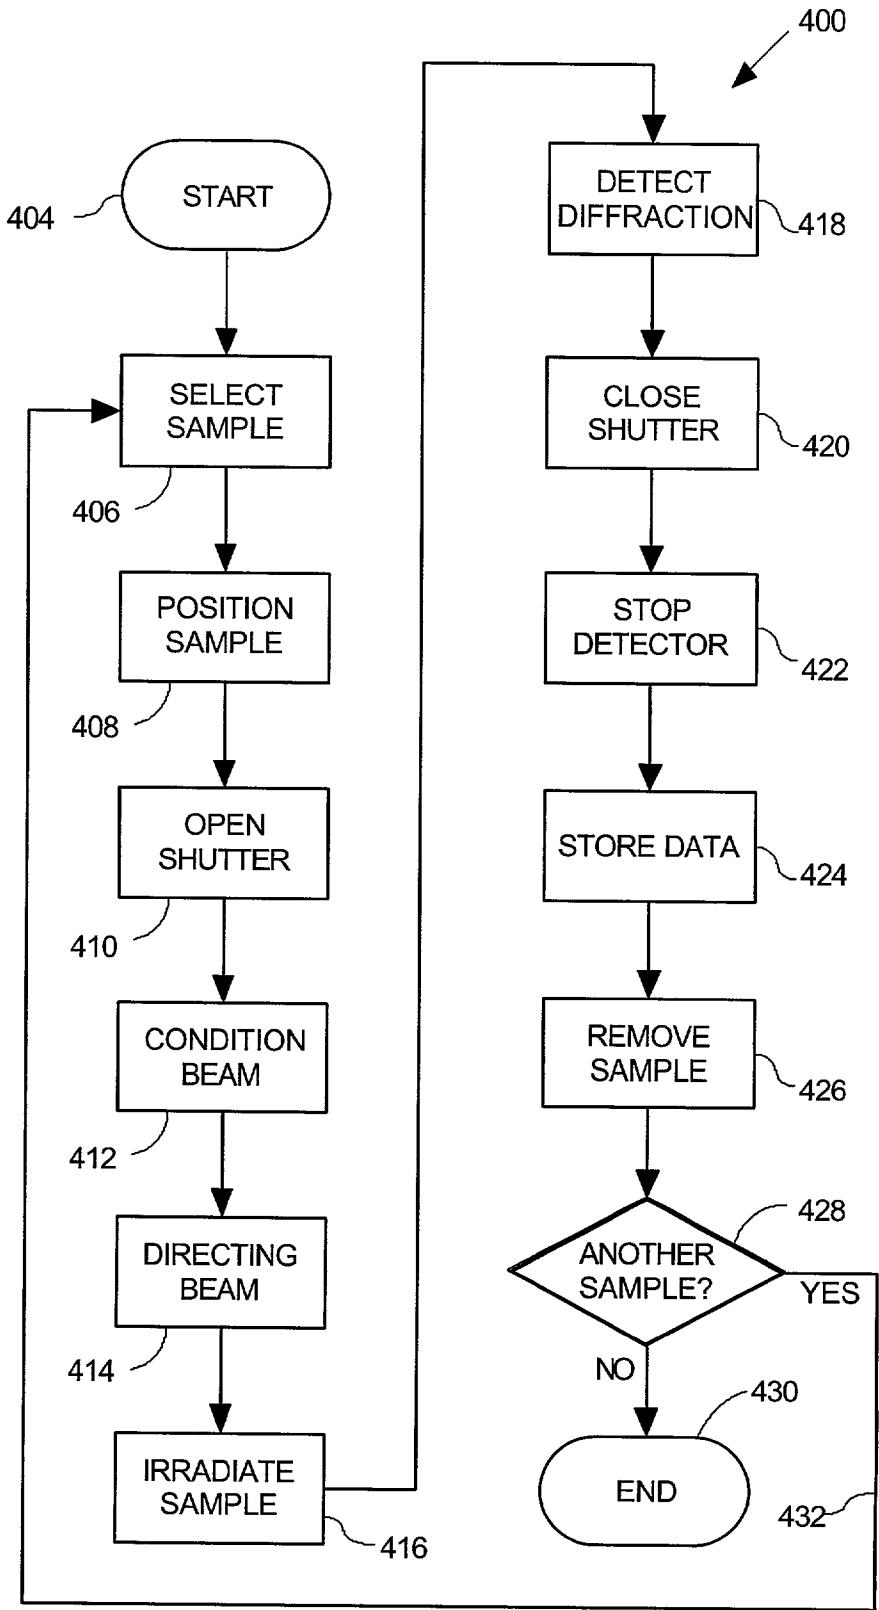 400
START
404
SELECT
SAMPLE
406
POSITION
SAMPLE
408
OPEN
SHUTTER
410
CONDITION
BEAM
412
DIRECTING
BEAM
414
IRRADIATE
SAMPLE
416
DETECT
DIFFRACTION
418
CLOSE
SHUTTER
420
STOP
DETECTOR
422
STORE DATA
424
REMOVE
SAMPLE
426
428
ANOTHER
SAMPLE?
YES
NO
430
END
432